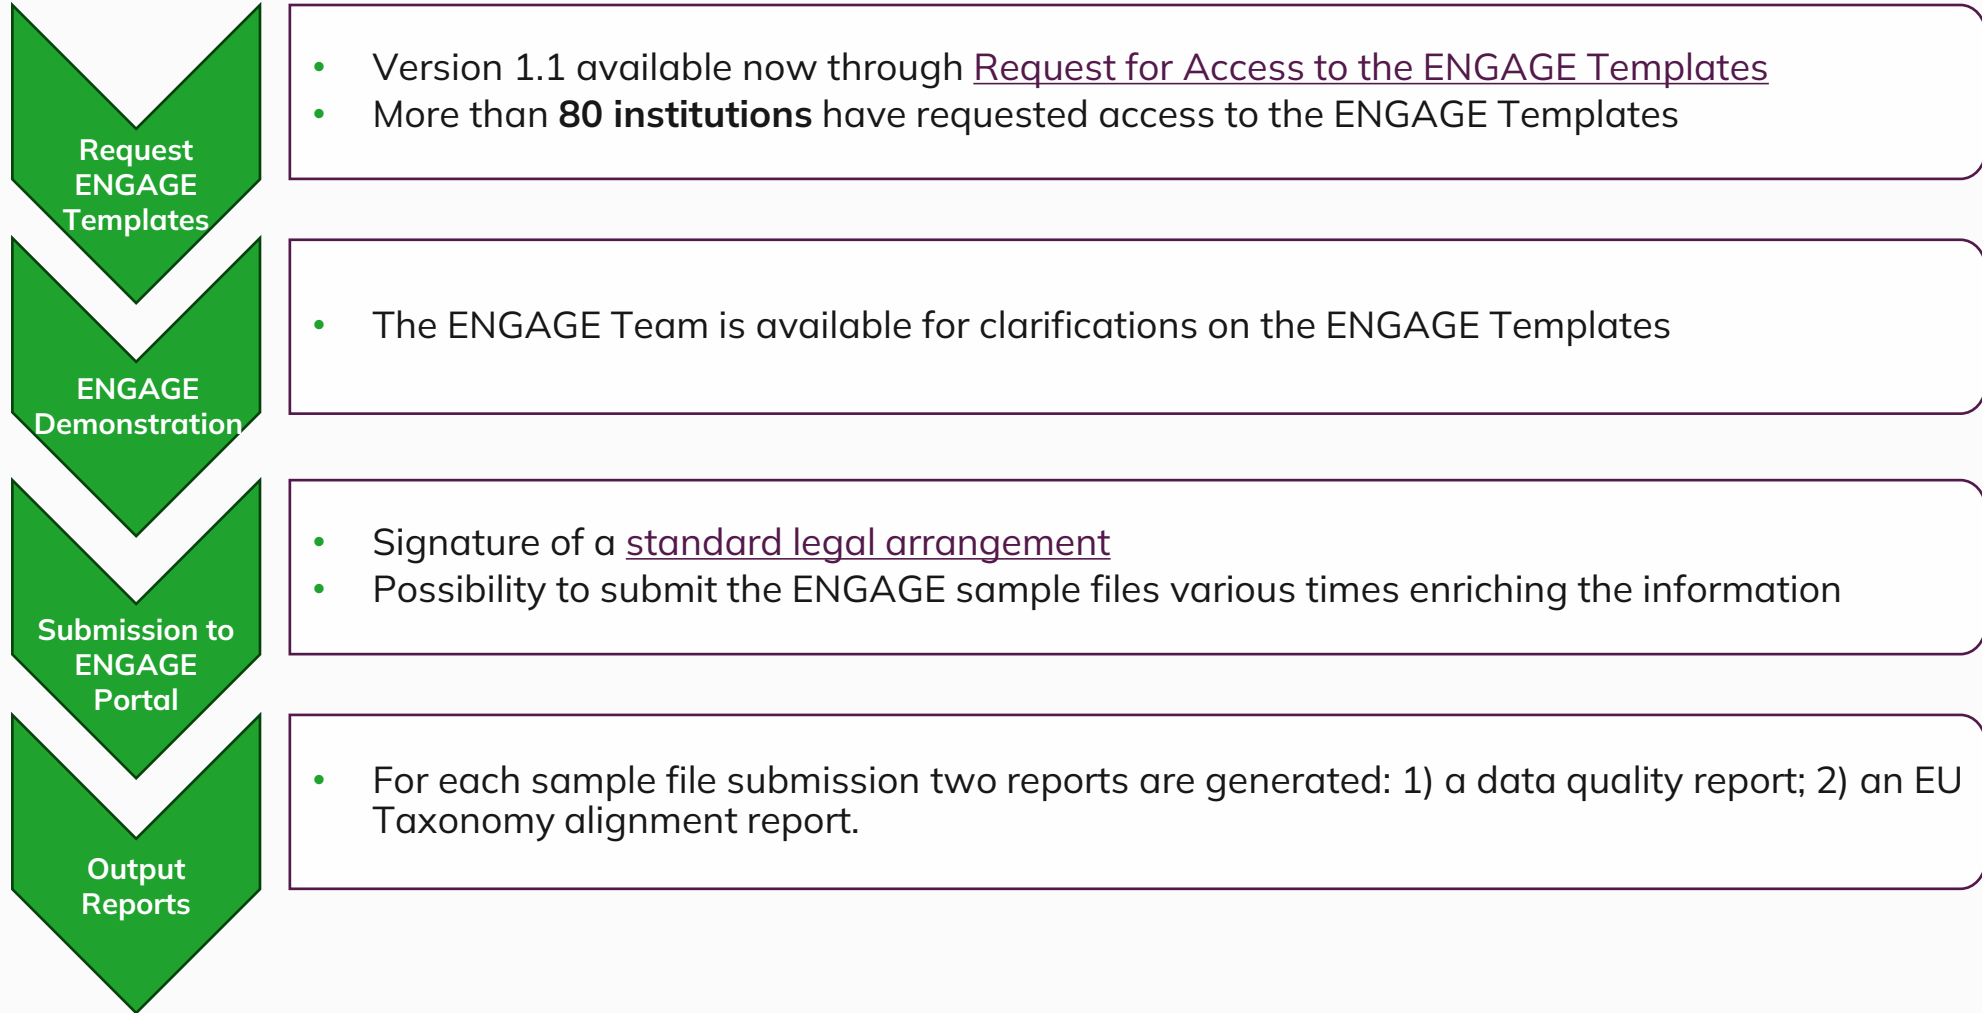 Request
ENGAGE
Templates
• Version 1.1 available now through Request for Access to the ENGAGE Templates
• More than 80 institutions have requested access to the ENGAGE Templates
ENGAGE
Demonstration
• The ENGAGE Team is available for clarifications on the ENGAGE Templates
Submission to
ENGAGE
Portal
• Signature of a standard legal arrangement
• Possibility to submit the ENGAGE sample files various times enriching the information
Output
Reports
• For each sample file submission two reports are generated: 1) a data quality report; 2) an EU
Taxonomy alignment report.